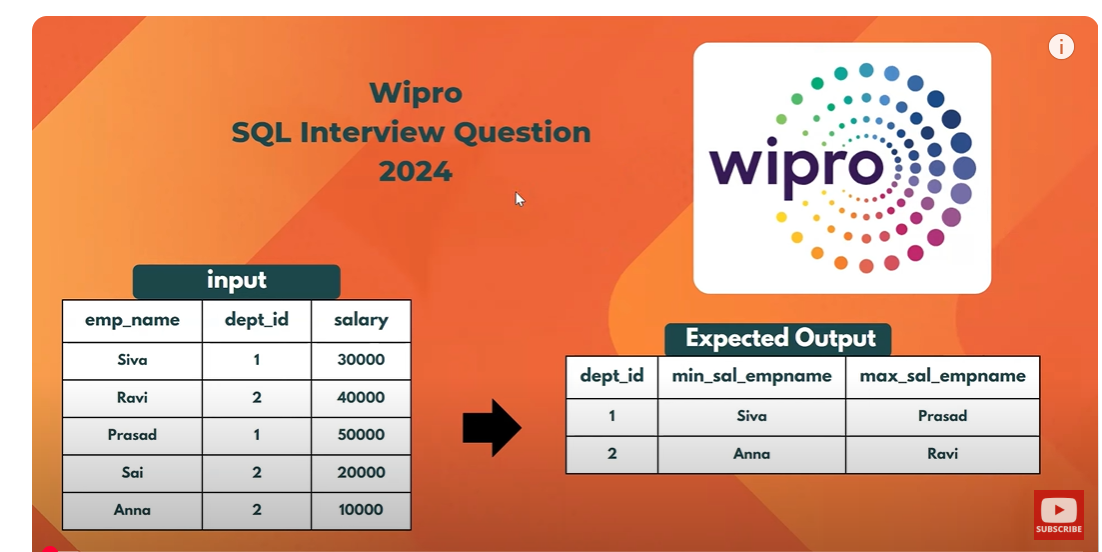 Wipro
SQL Interview Question
2024
i
wipro
input
emp_name dept_id salary
Siva 1 30000
Ravi 2 40000
Prasad 1 50000
Sai 2 20000
Anna 2 10000
Expected Output
dept_id min_sal_empname max_sal_empname
1 Siva Prasad
2 Anna Ravi
SUBSCRIBE